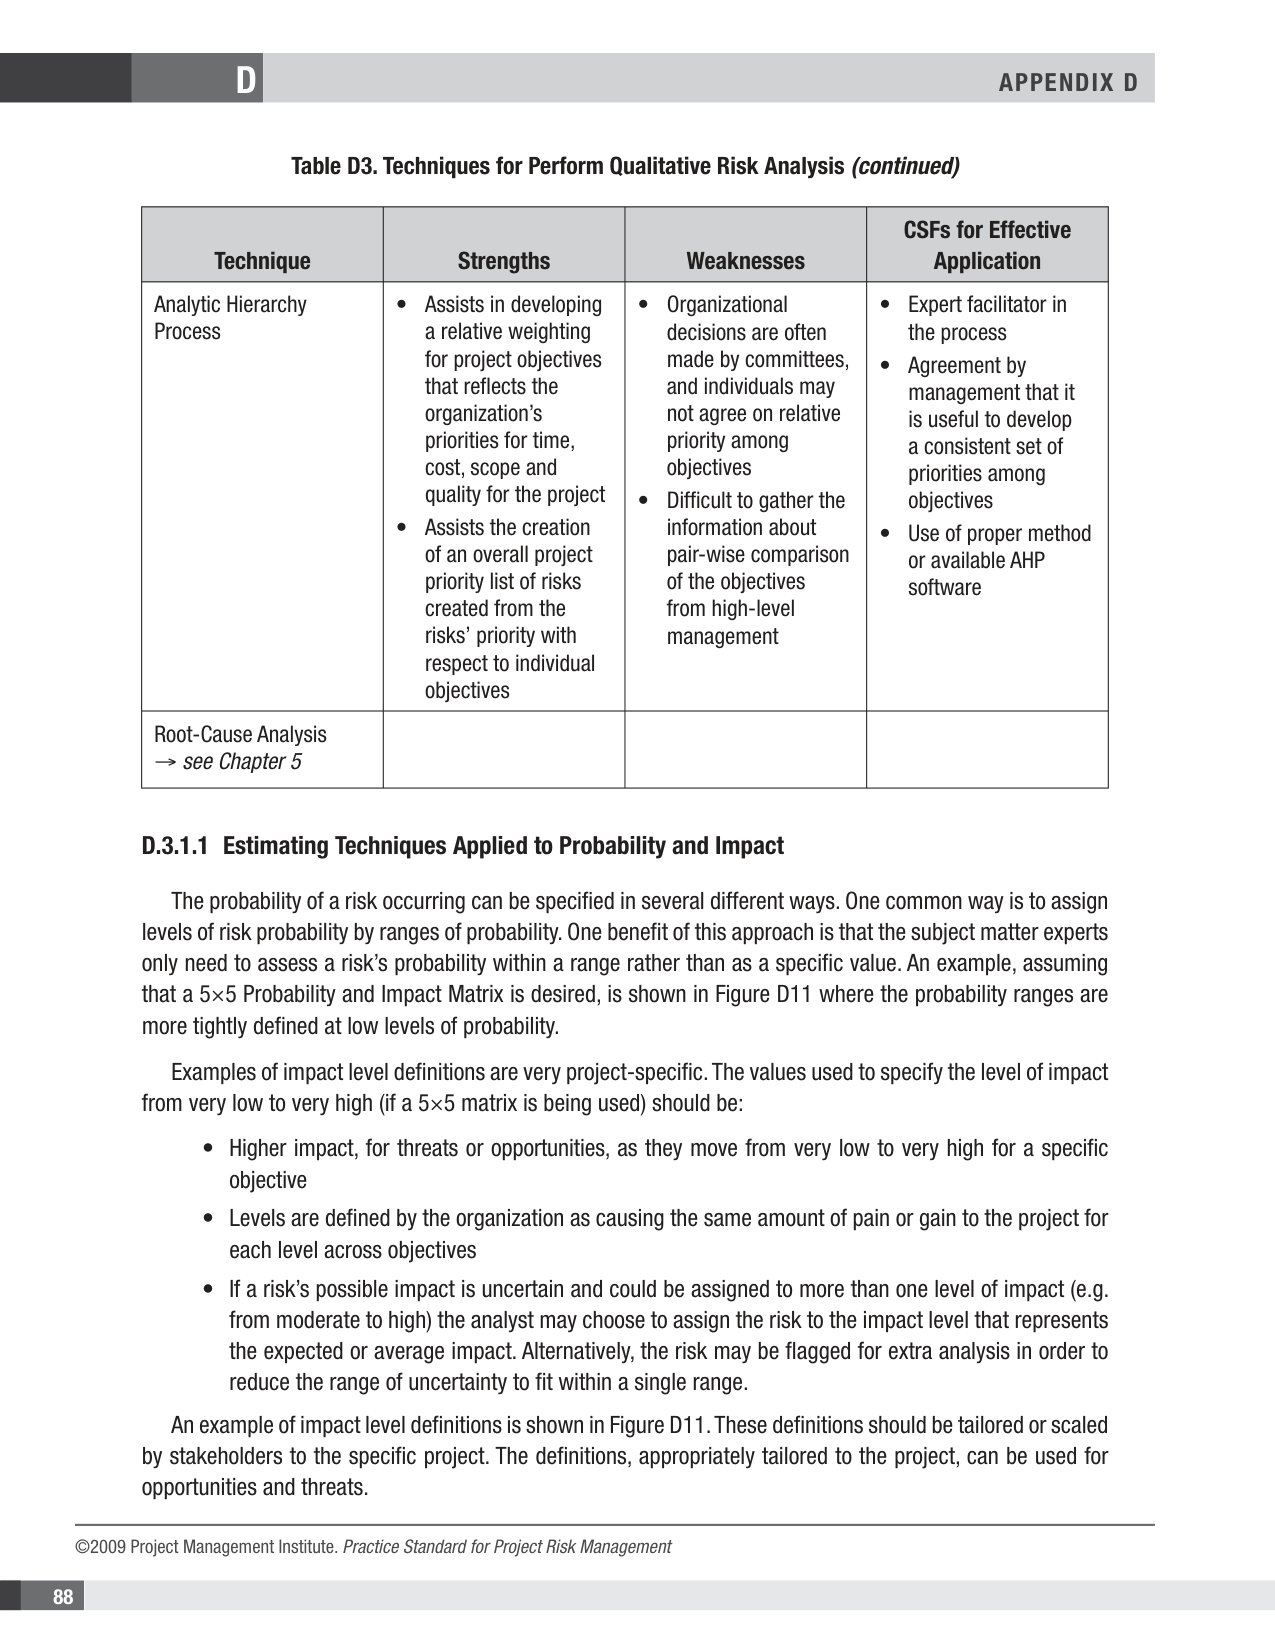 D
APPENDIX D
Table D3. Techniques for Perform Qualitative Risk Analysis (continued)
Technique
Strengths
Weaknesses
CSFs for Effective
Application
Analytic Hierarchy
Process
• Assists in developing
a relative weighting
for project objectives
that reflects the
organization’s
priorities for time,
cost, scope and
quality for the project
• Assists the creation
of an overall project
priority list of risks
created from the
risks’ priority with
respect to individual
objectives
• Organizational
decisions are often
made by committees,
and individuals may
not agree on relative
priority among
objectives
• Difficult to gather the
information about
pair-wise comparison
of the objectives
from high-level
management
• Expert facilitator in
the process
• Agreement by
management that it
is useful to develop
a consistent set of
priorities among
objectives
• Use of proper method
or available AHP
software
Root-Cause Analysis
→ see Chapter 5
D.3.1.1 Estimating Techniques Applied to Probability and Impact
The probability of a risk occurring can be specified in several different ways. One common way is to assign
levels of risk probability by ranges of probability. One benefit of this approach is that the subject matter experts
only need to assess a risk’s probability within a range rather than as a specific value. An example, assuming
that a 5×5 Probability and Impact Matrix is desired, is shown in Figure D11 where the probability ranges are
more tightly defined at low levels of probability.
Examples of impact level definitions are very project-specific. The values used to specify the level of impact
from very low to very high (if a 5×5 matrix is being used) should be:
• Higher impact, for threats or opportunities, as they move from very low to very high for a specific
objective
• Levels are defined by the organization as causing the same amount of pain or gain to the project for
each level across objectives
• If a risk’s possible impact is uncertain and could be assigned to more than one level of impact (e.g.
from moderate to high) the analyst may choose to assign the risk to the impact level that represents
the expected or average impact. Alternatively, the risk may be flagged for extra analysis in order to
reduce the range of uncertainty to fit within a single range.
An example of impact level definitions is shown in Figure D11. These definitions should be tailored or scaled
by stakeholders to the specific project. The definitions, appropriately tailored to the project, can be used for
opportunities and threats.
©2009 Project Management Institute. Practice Standard for Project Risk Management
88